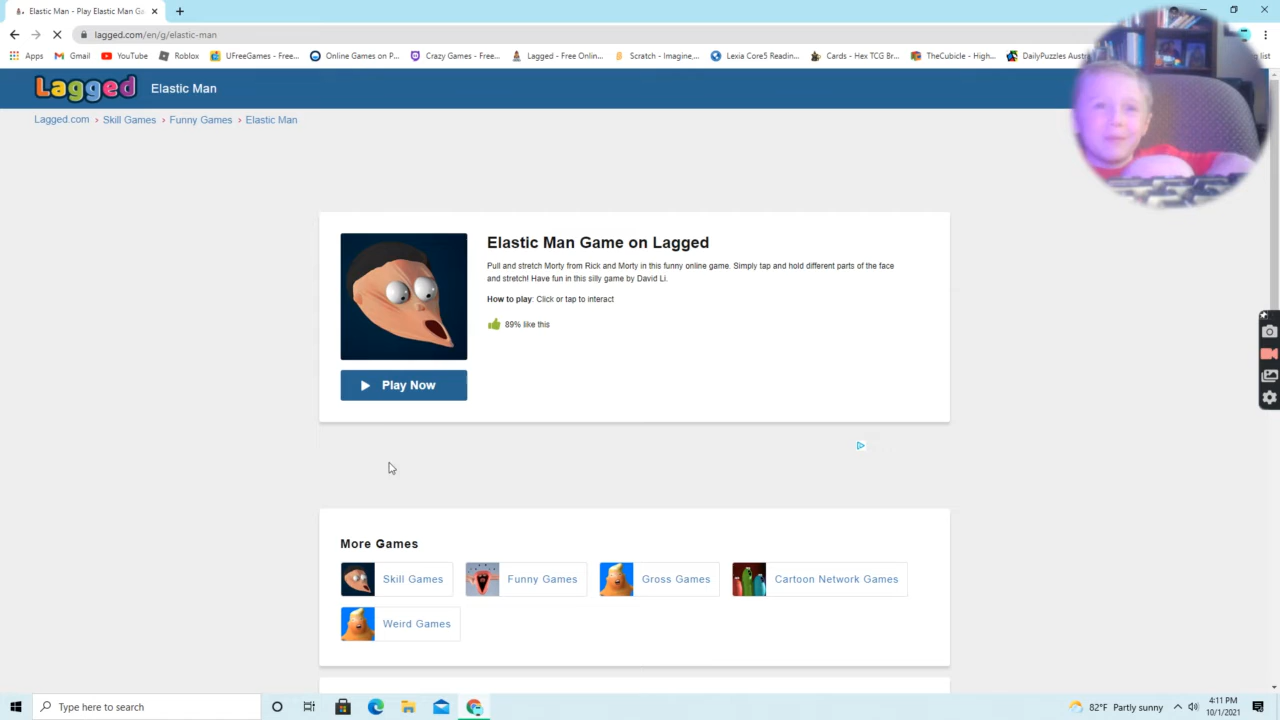 Elastic Man - Play Elastic Man Ga
lagged.com/en/g/elastic-man
Apps Gmail YouTube Roblox UFreeGames - Free... Online Games on P... Crazy Games - Free... Lagged - Free Onlin... Scratch - Imagine,... Lexia Core5 Readin... Cards - Hex TCG Br... TheCubicle - High... DailyPuzzles Aust ng list
Lagged Elastic Man
Lagged.com › Skill Games › Funny Games › Elastic Man
Elastic Man Game on Lagged
Pull and stretch Morty from Rick and Morty in this funny online game. Simply tap and hold different parts of the face
and stretch! Have fun in this silly game by David Li.
How to play: Click or tap to interact
89% like this
Play Now
More Games
Skill Games Funny Games Gross Games Cartoon Network Games
Weird Games
Type here to search
82°F Partly sunny
4:11 PM
10/1/2021